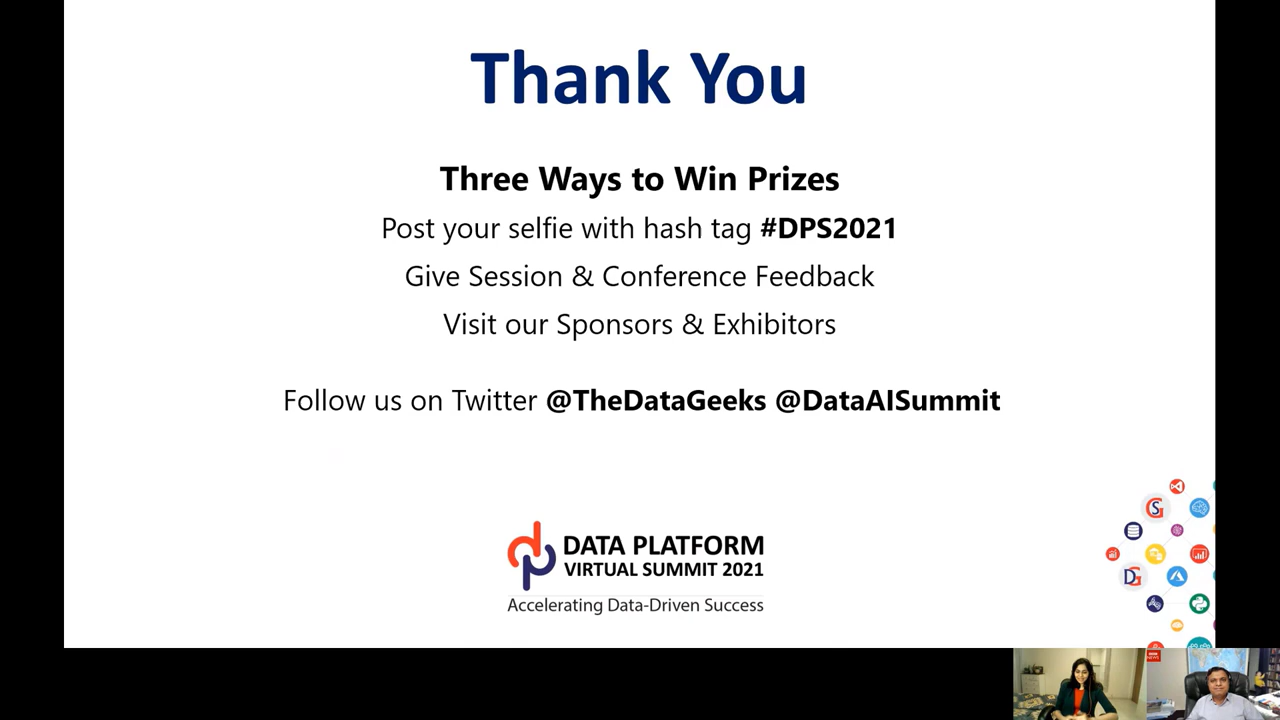 Thank You
Three Ways to Win Prizes
Post your selfie with hash tag #DPS2021
Give Session & Conference Feedback
Visit our Sponsors & Exhibitors
Follow us on Twitter @TheDataGeeks @DataAISummit
DATA PLATFORM
VIRTUAL SUMMIT 2021
Accelerating Data-Driven Success